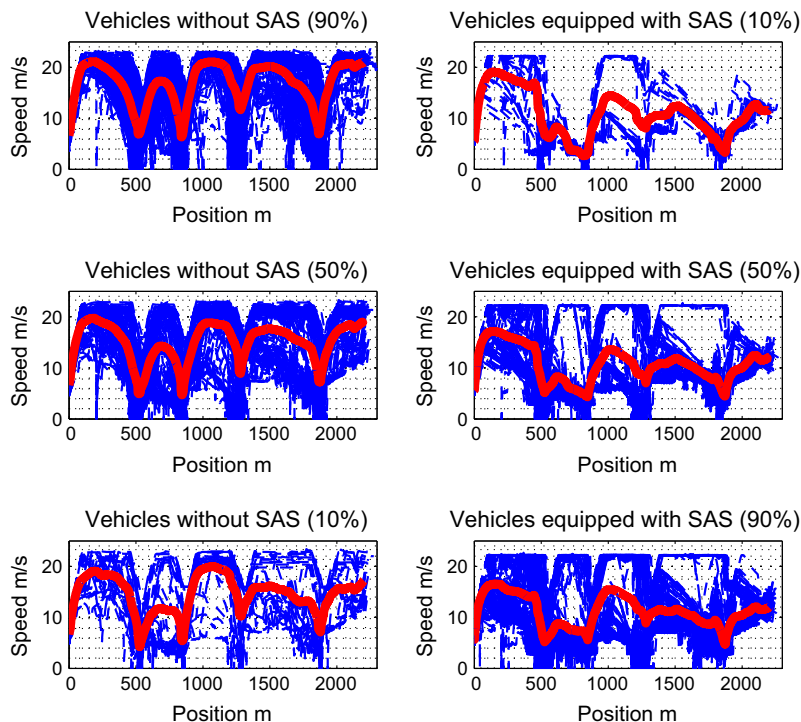 Vehicles without SAS (90%)
Speed m/s
20
10
0
0 500 1000 1500 2000
Position m
Vehicles equipped with SAS (10%)
Speed m/s
20
10
0
0 500 1000 1500 2000
Position m
Vehicles without SAS (50%)
Speed m/s
20
10
0
0 500 1000 1500 2000
Position m
Vehicles equipped with SAS (50%)
Speed m/s
20
10
0
0 500 1000 1500 2000
Position m
Vehicles without SAS (10%)
Speed m/s
20
10
0
0 500 1000 1500 2000
Position m
Vehicles equipped with SAS (90%)
Speed m/s
20
10
0
0 500 1000 1500 2000
Position m